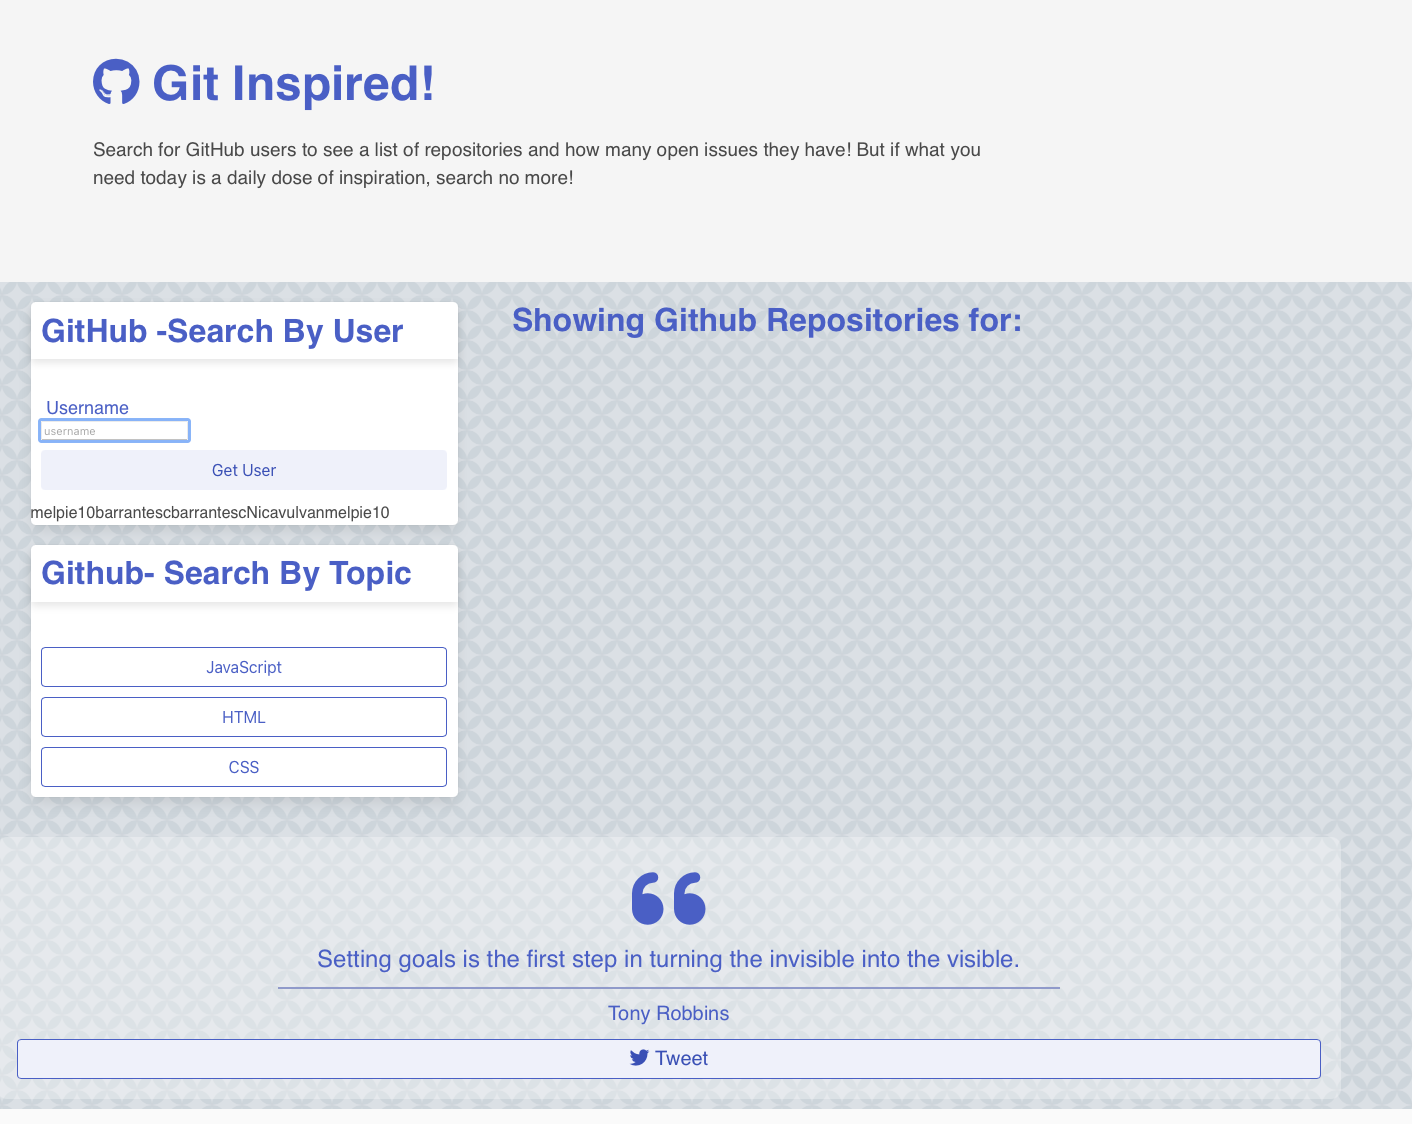 Git Inspired!
Search for GitHub users to see a list of repositories and how many open issues they have! But if what you
need today is a daily dose of inspiration, search no more!
GitHub -Search By User
Username
username
Get User
melpie10barrantescbarrantescNicavulvanmelpie10
Github- Search By Topic
JavaScript
HTML
CSS
Showing Github Repositories for:
“
Setting goals is the first step in turning the invisible into the visible.
Tony Robbins
Tweet